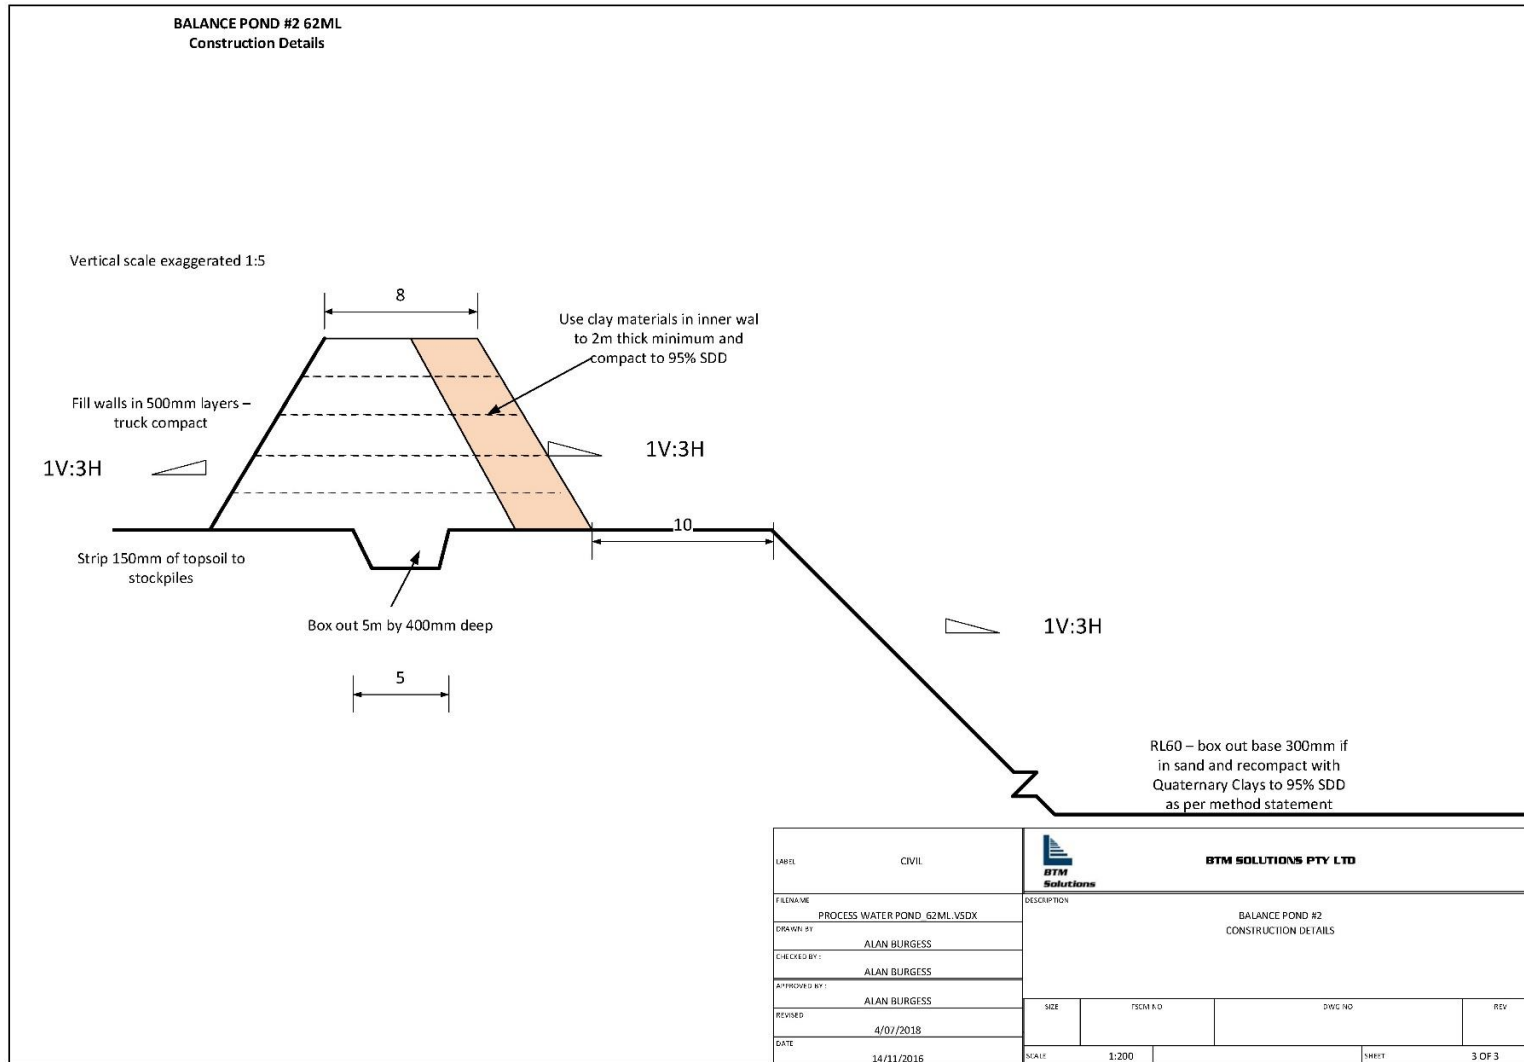 BALANCE POND #2 62ML
Construction Details
Vertical scale exaggerated 1:5
8
Use clay materials in inner wal
to 2m thick minimum and
compact to 95% SDD
Fill walls in 500mm layers –
truck compact
1V:3H
1V:3H
10
Strip 150mm of topsoil to
stockpiles
Box out 5m by 400mm deep
5
1V:3H
RL60 – box out base 300mm if
in sand and recompact with
Quaternary Clays to 95% SDD
as per method statement
LABEL
CIVIL
BTM
Solutions
BTM SOLUTIONS PTY LTD
FILENAME
PROCESS WATER POND_62ML.VSDX
DRAWN BY
ALAN BURGESS
CHECKED BY :
ALAN BURGESS
APPROVED BY :
ALAN BURGESS
REVISED
4/07/2018
DATE
14/11/2016
DESCRIPTION
BALANCE POND #2
CONSTRUCTION DETAILS
SIZE
FSCM NO
DWG NO
REV
SCALE
1:200
SHEET
3 OF 3